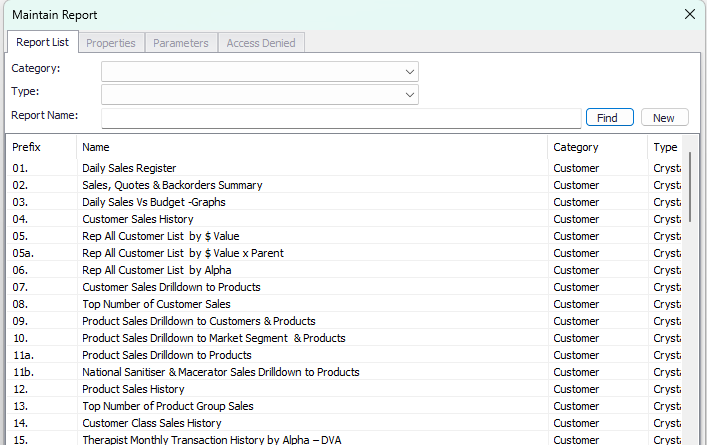 Maintain Report
Report List Properties Parameters Access Denied
Category:
Type:
Report Name: Find New
Prefix Name Category Type
01. Daily Sales Register Customer Cryst
02. Sales, Quotes & Backorders Summary Customer Cryst
03. Daily Sales Vs Budget -Graphs Customer Cryst
04. Customer Sales History Customer Cryst
05. Rep All Customer List by $ Value Customer Cryst
05a. Rep All Customer List by $ Value x Parent Customer Cryst
06. Rep All Customer List by Alpha Customer Cryst
07. Customer Sales Drilldown to Products Customer Cryst
08. Top Number of Customer Sales Customer Cryst
09. Product Sales Drilldown to Customers & Products Customer Cryst
10. Product Sales Drilldown to Market Segment & Products Customer Cryst
11a. Product Sales Drilldown to Products Customer Cryst
11b. National Sanitiser & Macerator Sales Drilldown to Products Customer Cryst
12. Product Sales History Customer Cryst
13. Top Number of Product Group Sales Customer Cryst
14. Customer Class Sales History Customer Cryst
15. Therapist Monthly Transaction History by Alpha – DVA Customer Cryst